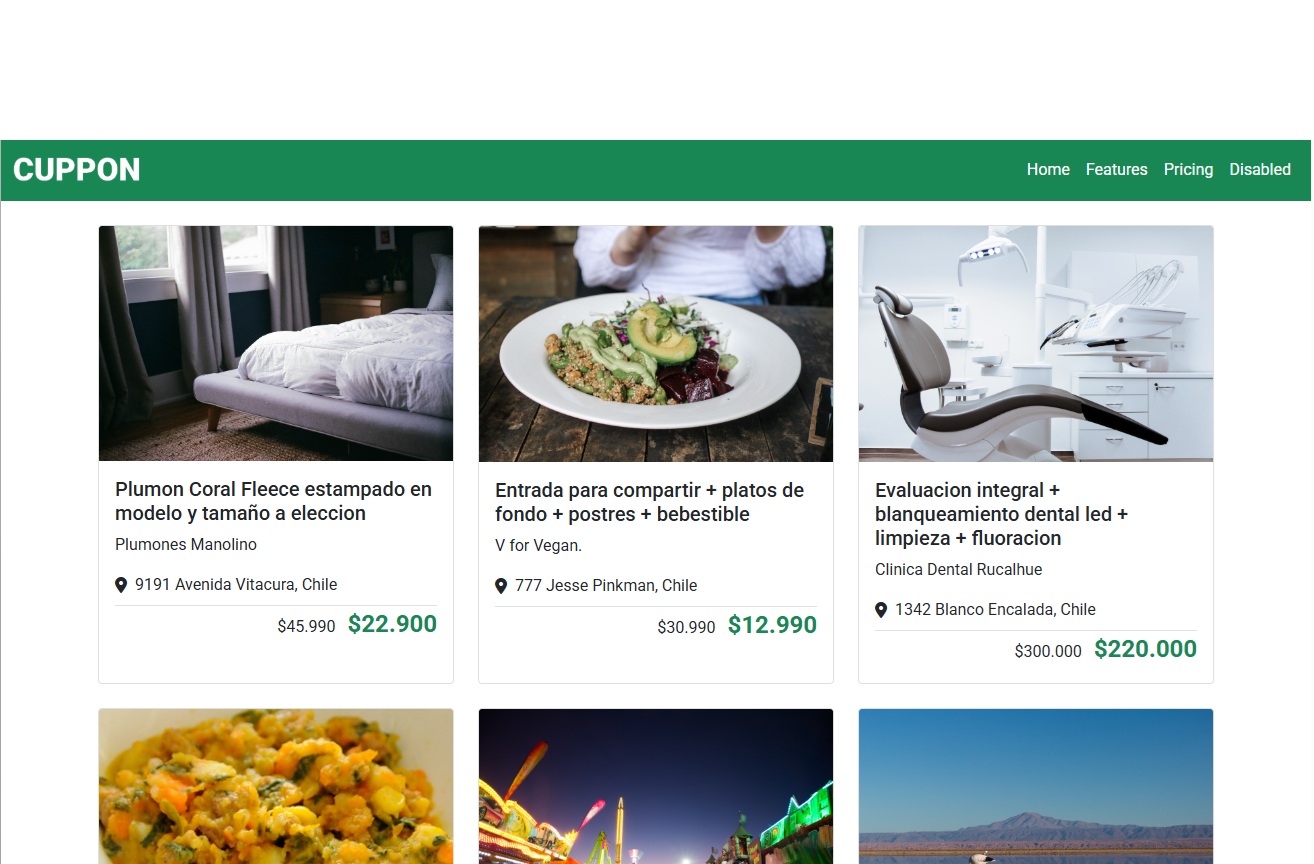 CUPPON
Home Features Pricing Disabled
Plumon Coral Fleece estampado en
modelo y tamaño a eleccion
Plumones Manolino
9191 Avenida Vitacura, Chile
$45.990 $22.900
Entrada para compartir + platos de
fondo + postres + bebestible
V for Vegan.
777 Jesse Pinkman, Chile
$30.990 $12.990
Evaluacion integral +
blanqueamiento dental led +
limpieza + fluoracion
Clinica Dental Rucalhue
1342 Blanco Encalada, Chile
$300.000 $220.000